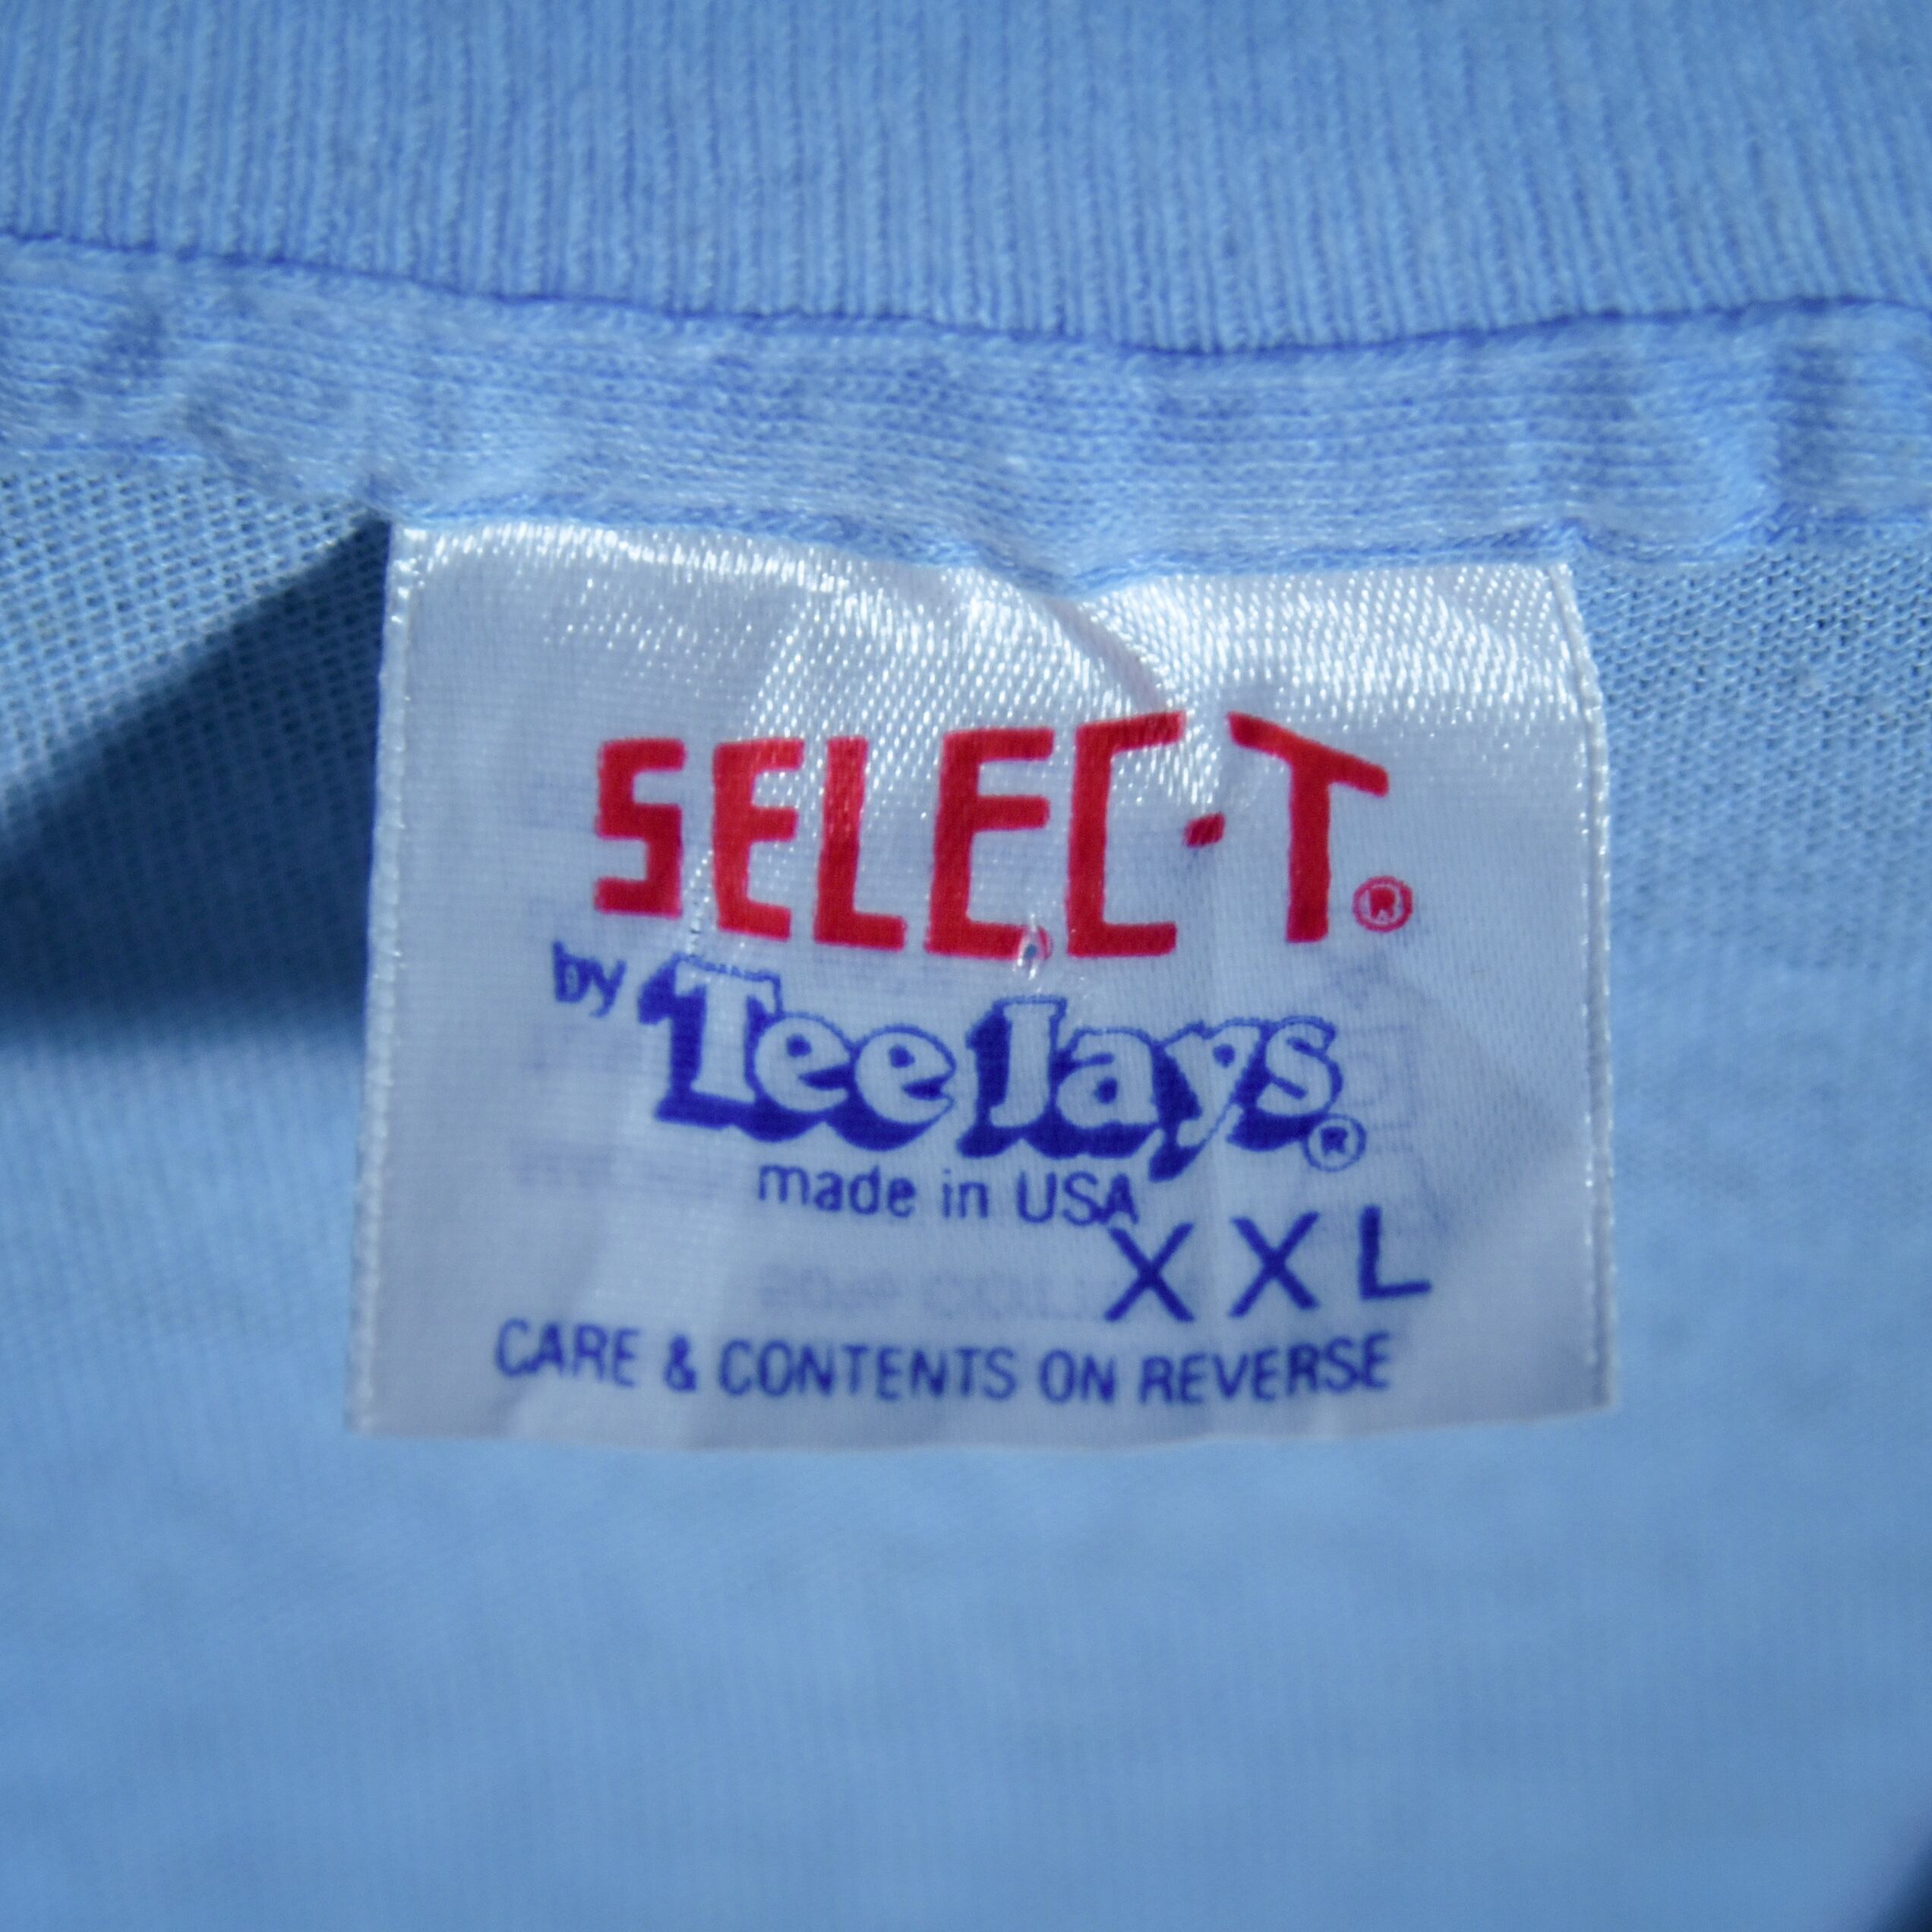 SELEC-T®
by Tee Jays®
made in USA
XXL
CARE & CONTENTS ON REVERSE